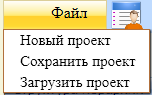 Файл
Новый проект
Сохранить проект
Загрузить проект